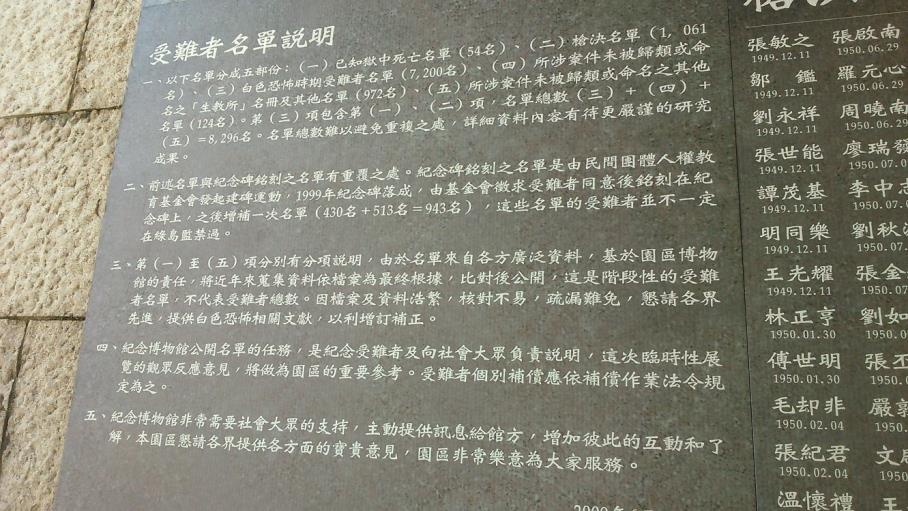 受難者名單說明
一、以下名單分成五部份：（一）已知獄中死亡名單（54名）、（二）槍決名單（1,061
名）、（三）白色恐怖時期受難者名單（7,200名）、（四）所涉案件未被歸類或命
名之「生教所」名冊及其他名單（972名）、（五）所涉案件未被歸類或命名之其他
名單（124名）。第（三）項包含第（一）、（二）項，名單總數（三）＋（四）＋
（五）＝8,296名。名單總數難以避免重複之處，詳細資料內容有待更嚴謹的研究
成果。
二、前述名單與紀念碑銘刻之名單有重覆之處。紀念碑銘刻之名單是由民間團體人權教
育基金會發起建碑運動，1999年紀念碑落成，由基金會徵求受難者同意後銘刻在紀
念碑上，之後增補一次名單（430名＋513名＝943名），這些名單的受難者並不一定
在綠島監禁過。
三、第（一）至（五）項分別有分項說明，由於名單來自各方廣泛資料，基於園區博物
館的責任，將近年來蒐集資料依檔案為最終根據，比對後公開，這是階段性的受難
者名單，不代表受難者總數。因檔案及資料浩繁，核對不易，疏漏難免，懇請各界
先進，提供白色恐怖相關文獻，以利增訂補正。
四、紀念博物館公開名單的任務，是紀念受難者及向社會大眾負責說明，這次臨時性展
覽的觀眾反應意見，將做為園區的重要參考。受難者個別補償應依補償作業法令規
定為之。
五、紀念博物館非常需要社會大眾的支持，主動提供訊息給館方，增加彼此的互動和了
解，本園區懇請各界提供各方面的寶貴意見，園區非常樂意為大家服務。
張敏之 張啟南
1949.12.11 1950.06.29
鄒 鑑 羅元心
1949.12.11 1950.06.29
劉永祥 周曉南
1949.12.11 1950.06.29
張世能 廖瑞發
1949.12.11 1950.07.0
譚茂基 李中志
1949.12.11 1950.07.0
明同樂 劉秋
1949.12.11 1950.07
王光耀 張金
1949.12.11 1950.07
林正亨 劉如
1950.01.30 1950.0
傅世明 張
1950.01.30 1950
毛却非 嚴
1950.02.04 1950
張紀君 文
1950.02.04 195
溫懷禮 王